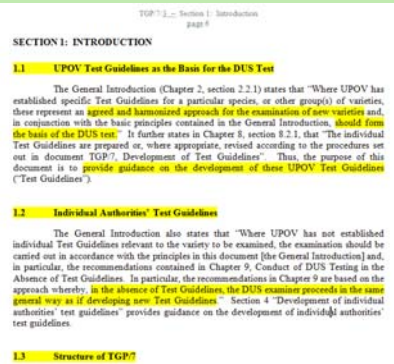 TGP/7/3 – Section 1: Introduction
page 6
SECTION 1: INTRODUCTION
1.1 UPOV Test Guidelines as the Basis for the DUS Test
The General Introduction (Chapter 2, section 2.2.1) states that “Where UPOV has
established specific Test Guidelines for a particular species, or other group(s) of varieties,
these represent an agreed and harmonized approach for the examination of new varieties and,
in conjunction with the basic principles contained in the General Introduction, should form
the basis of the DUS test.” It further states in Chapter 8, section 8.2.1, that “The individual
Test Guidelines are prepared or, where appropriate, revised according to the procedures set
out in document TGP/7, Development of Test Guidelines”. Thus, the purpose of this
document is to provide guidance on the development of these UPOV Test Guidelines
(“Test Guidelines”).
1.2 Individual Authorities’ Test Guidelines
The General Introduction also states that “Where UPOV has not established
individual Test Guidelines relevant to the variety to be examined, the examination should be
carried out in accordance with the principles in this document [the General Introduction] and,
in particular, the recommendations contained in Chapter 9, Conduct of DUS Testing in the
Absence of Test Guidelines. In particular, the recommendations in Chapter 9 are based on the
approach whereby, in the absence of Test Guidelines, the DUS examiner proceeds in the same
general way as if developing new Test Guidelines.” Section 4 “Development of individual
authorities’ test guidelines” provides guidance on the development of individual authorities’
test guidelines.
1.3 Structure of TGP/7